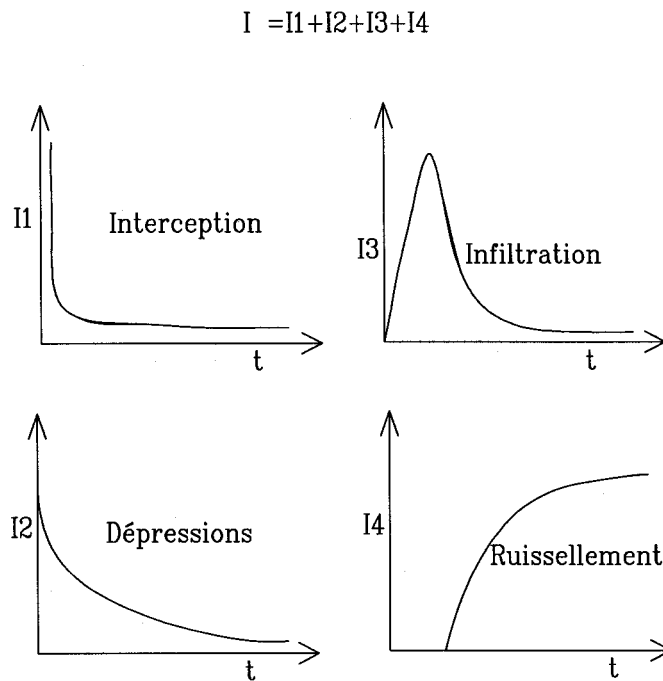 I =I1+I2+I3+I4
I1
Interception
t
I3
Infiltration
t
I2
Dépressions
t
I4
Ruissellement
t